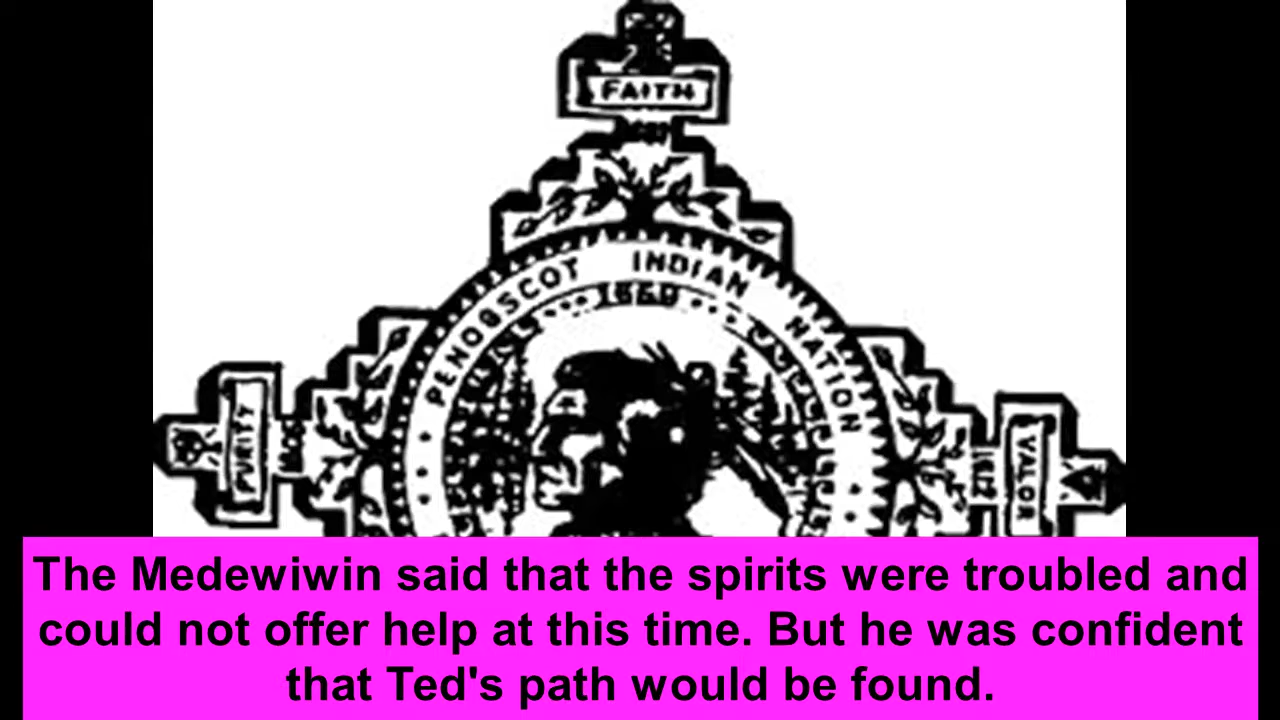 FAITH
PENOBSCOT INDIAN NATION
1669
PURITY
VALOR
The Medewiwin said that the spirits were troubled and
could not offer help at this time. But he was confident
that Ted's path would be found.